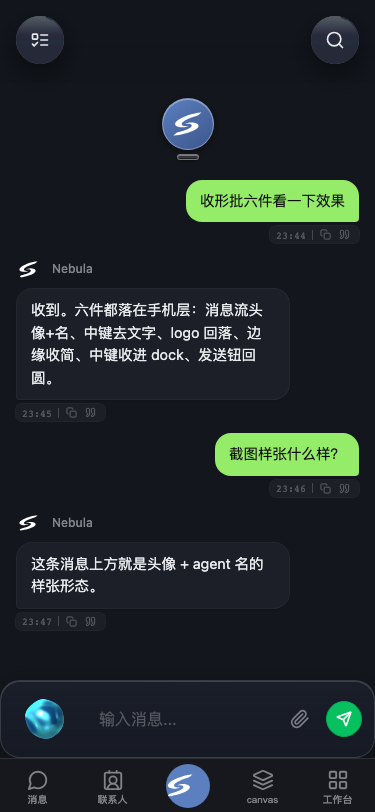 收形批六件看一下效果
23:44
Nebula
收到。六件都落在手机层：消息流头
像+名、中键去文字、logo 回落、边
缘收简、中键收进 dock、发送钮回
圆。
23:45
截图样张什么样？
23:46
Nebula
这条消息上方就是头像 + agent 名的
样张形态。
23:47
输入消息...
消息
联系人
canvas
工作台